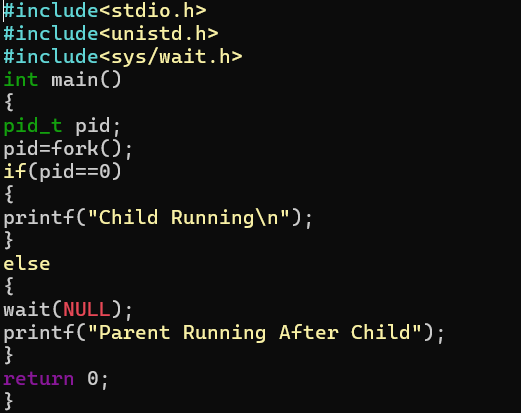 #include<stdio.h>
#include<unistd.h>
#include<sys/wait.h>
int main()
{
pid_t pid;
pid=fork();
if(pid==0)
{
printf("Child Running\n");
}
else
{
wait(NULL);
printf("Parent Running After Child");
}
return 0;
}